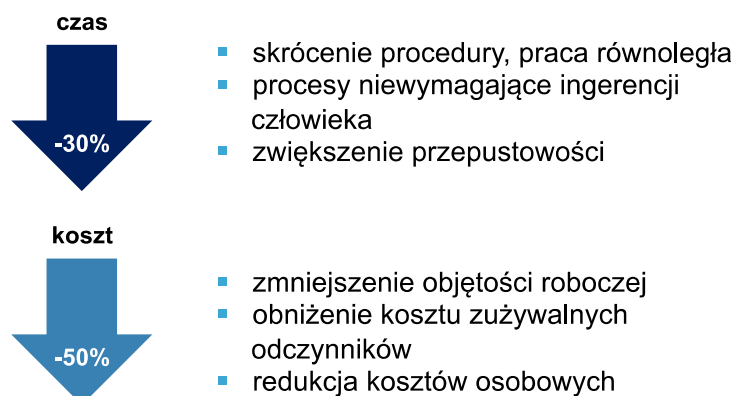 czas
-30%
▪ skrócenie procedury, praca równoległa
▪ procesy niewymagające ingerencji
człowieka
▪ zwiększenie przepustowości
koszt
-50%
▪ zmniejszenie objętości roboczej
▪ obniżenie kosztu zużywalnych
odczynników
▪ redukcja kosztów osobowych